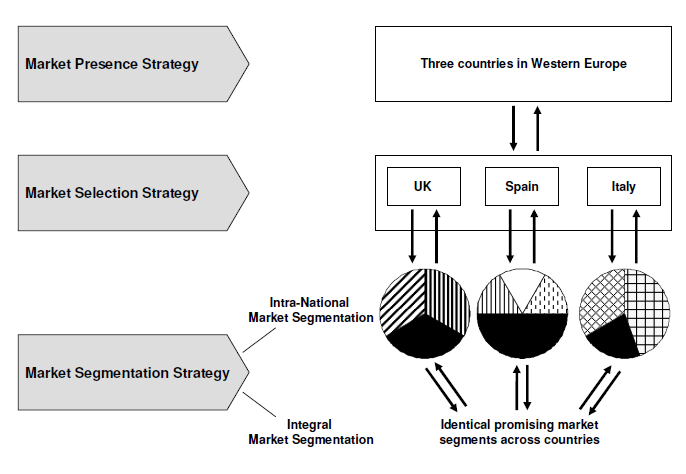 Market Presence Strategy
Three countries in Western Europe
Market Selection Strategy
UK
Spain
Italy
Intra-National
Market Segmentation
Market Segmentation Strategy
Integral
Market Segmentation
Identical promising market
segments across countries